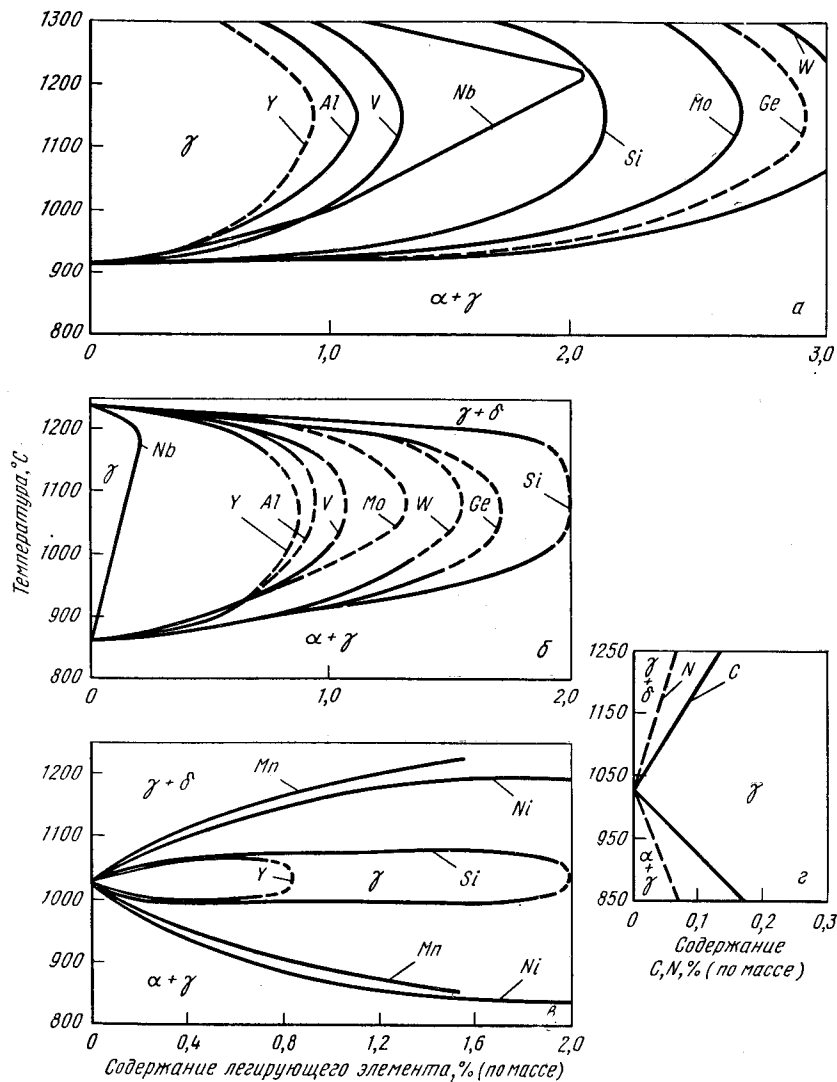 1300
1200
1100
1000
900
800
γ
Y
Al
V
Nb
Si
Mo
Ge
W
α+γ
а
0
1,0
2,0
3,0
Температура,°C
1200
1100
1000
900
800
γ
Nb
Y
Al
V
Mo
W
Ge
Si
γ+δ
α+γ
б
0
1,0
2,0
1200
1100
1000
900
800
γ+δ
Mn
Ni
Y
γ
Si
α+γ
Mn
Ni
в
0
0,4
0,8
1,2
1,6
2,0
Содержание легирующего элемента,% (по массе)
1250
1150
1050
950
850
γ+δ
N
C
γ
α+γ
г
0
0,1
0,2
0,3
Содержание
C,N,% (по массе)